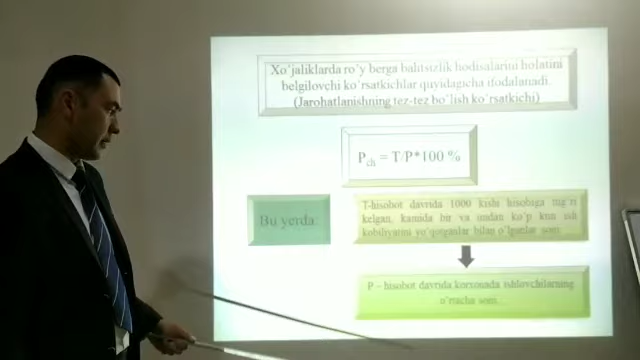 Xo'jaliklarda ro'y berga bahtsizlik hodisalarini holatini
belgilovchi ko'rsatkichlar quyidagicha ifodalanadi.
(Jarohatlanishning tez-tez bo'lish ko'rsatkichi)
P ch = T/P*100 %
Bu yerda:
T-hisobot davrida 1000 kishi hisobiga tug'ri
kelgan, kamida bir va undan ko'p kun ish
kobiliyatini yo'qotganlar bilan o'lganlar soni;
P – hisobot davrida korxonada ishlovchilarning
o'rtacha soni.